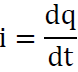 i = dq/dt